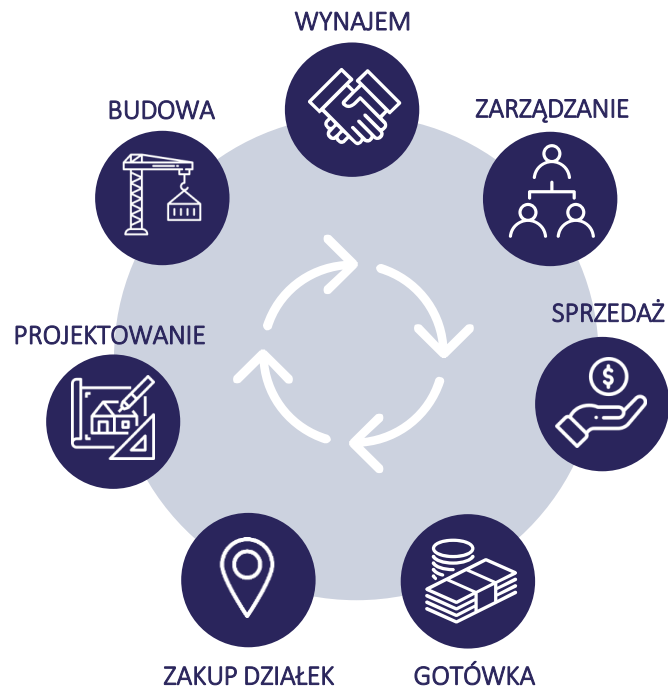 WYNAJEM
BUDOWA
ZARZĄDZANIE
SPRZEDAŻ
PROJEKTOWANIE
$
ZAKUP DZIAŁEK
GOTÓWKA